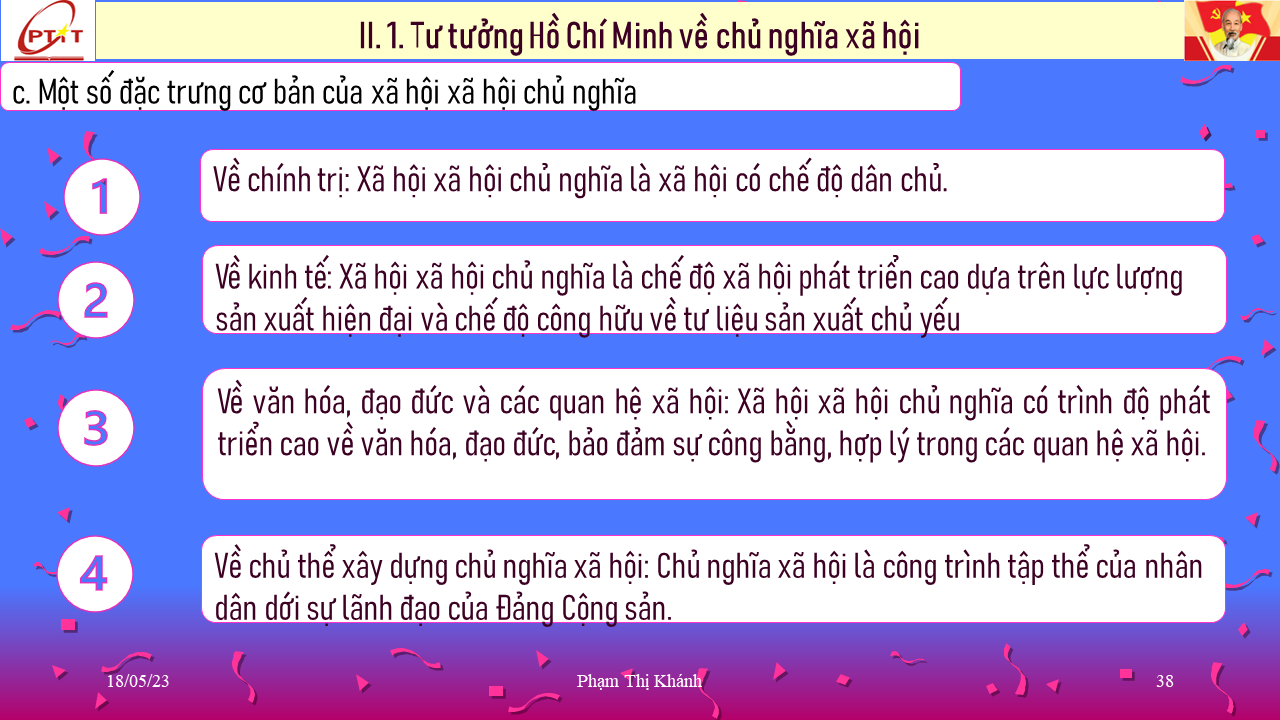 PTIT
II. 1. Tư tưởng Hồ Chí Minh về chủ nghĩa xã hội
c. Một số đặc trưng cơ bản của xã hội xã hội chủ nghĩa
1
Về chính trị: Xã hội xã hội chủ nghĩa là xã hội có chế độ dân chủ.
2
Về kinh tế: Xã hội xã hội chủ nghĩa là chế độ xã hội phát triển cao dựa trên lực lượng
sản xuất hiện đại và chế độ công hữu về tư liệu sản xuất chủ yếu
3
Về văn hóa, đạo đức và các quan hệ xã hội: Xã hội xã hội chủ nghĩa có trình độ phát
triển cao về văn hóa, đạo đức, bảo đảm sự công bằng, hợp lý trong các quan hệ xã hội.
4
Về chủ thể xây dựng chủ nghĩa xã hội: Chủ nghĩa xã hội là công trình tập thể của nhân
dân dới sự lãnh đạo của Đảng Cộng sản.
18/05/23
Phạm Thị Khánh
38